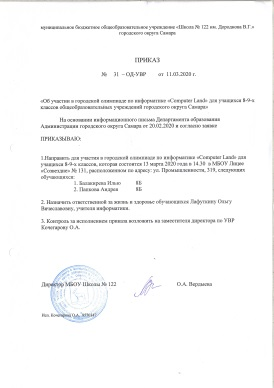 муниципальное бюджетное общеобразовательное учреждение «Школа № 122 им. Дороднова В.Г.»
городского округа Самара
ПРИКАЗ
№ 31 – ОД-УВР от 11.03.2020 г.
«Об участии в городской олимпиаде по информатике «Computer Land» для учащихся 8-9-х
классов общеобразовательных учреждений городского округа Самара»
На основании информационного письма Департамента образования
Администрации городского округа Самара от 20.02.2020 и согласно заявке
ПРИКАЗЫВАЮ:
1.Направить для участия в городской олимпиаде по информатике «Computer Land» для
учащихся 8-9-х классов, которая состоится 13 марта 2020 года в 14.30 в МБОУ Лицее
«Созвездие» № 131, расположенном по адресу: ул. Промышленности, 319, следующих
обучающихся:
1. Балакирева Илью 8Б
2. Папкова Андрея 8Б
2. Назначить ответственной за жизнь и здоровье обучающихся Лафуткину Ольгу
Вячеславовну, учителя информатики.
3. Контроль за исполнением приказа возложить на заместителя директора по УВР
Кочегарову О.А.
Директор МБОУ Школы № 122 О.А. Вердиева
Исп. Кочегарова О.А.